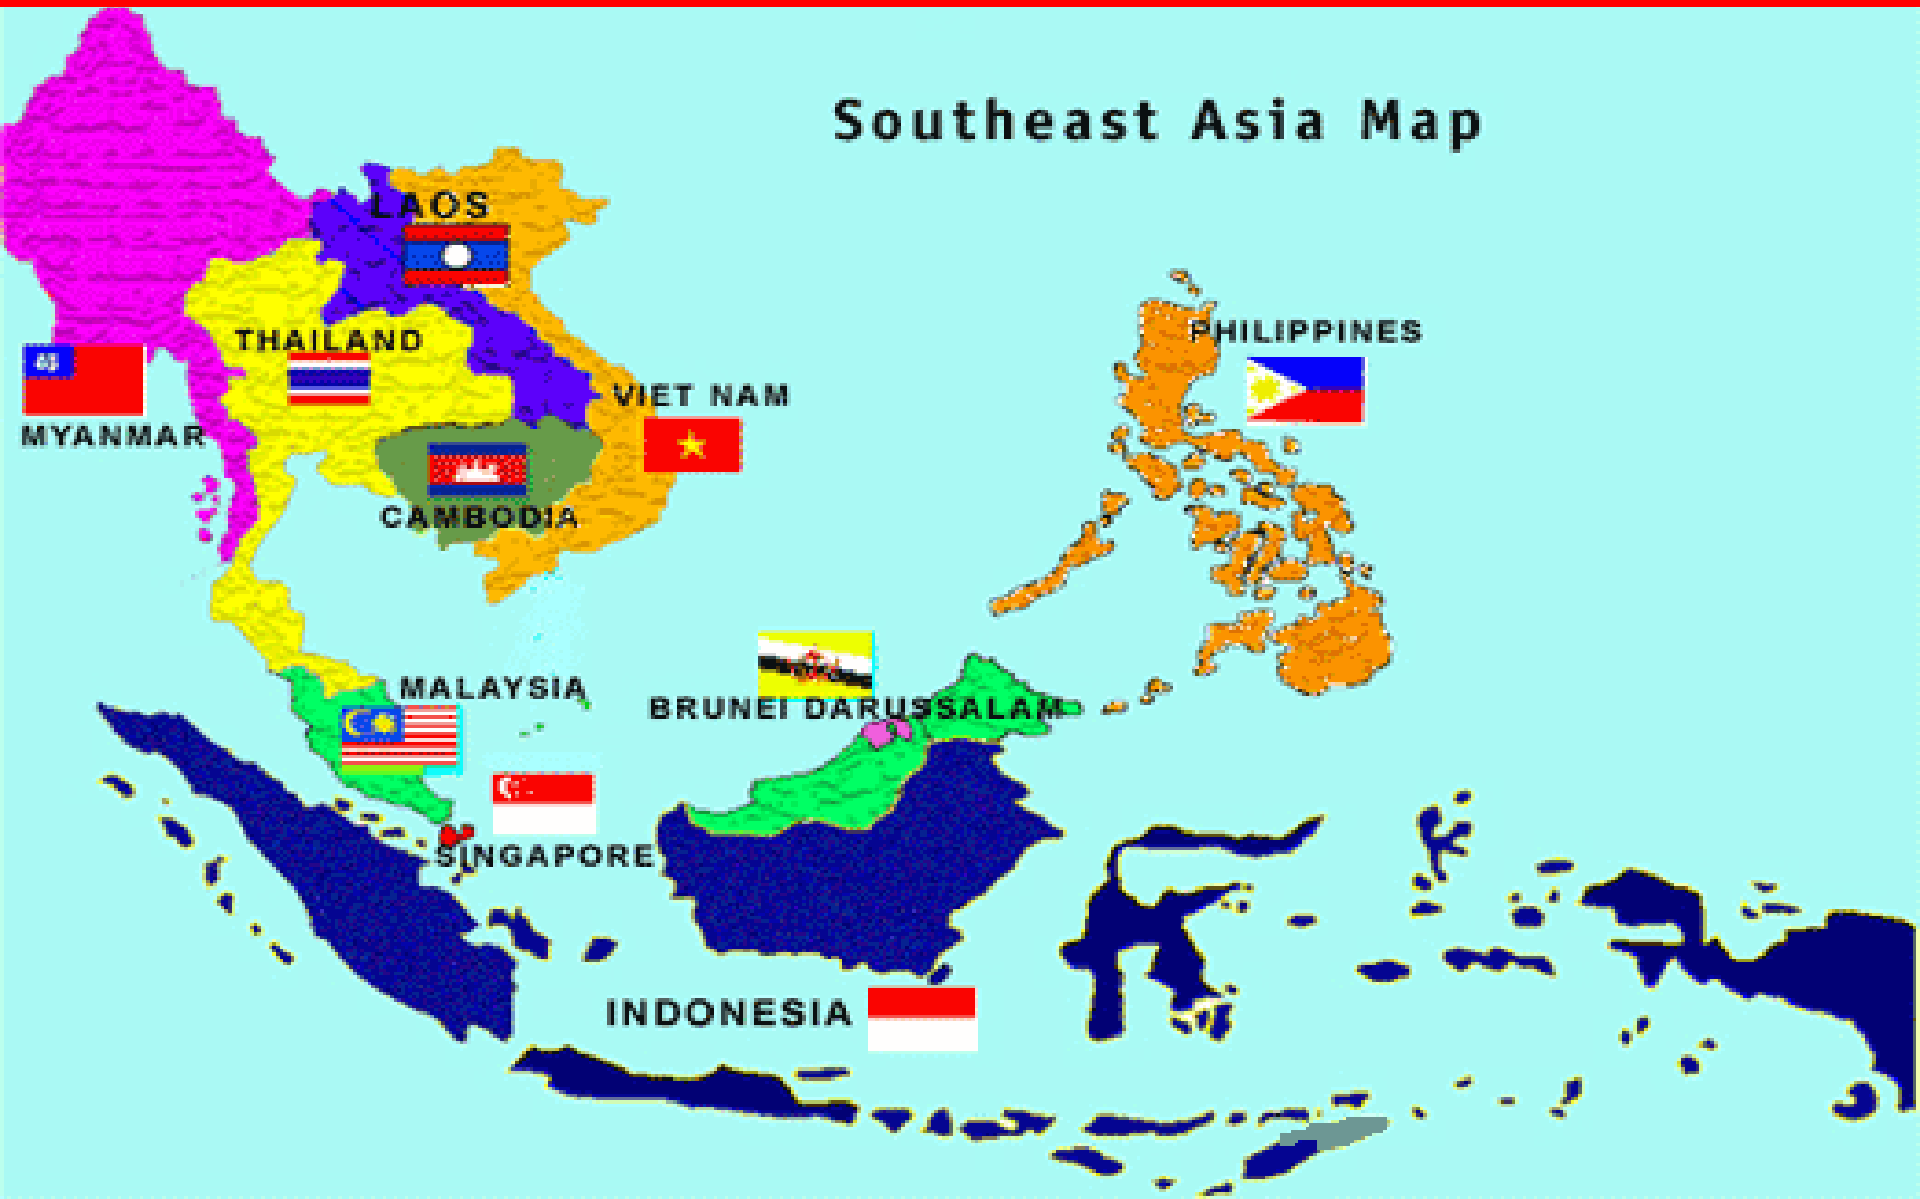 Southeast Asia Map
LAOS
PHILIPPINES
THAILAND
VIET NAM
MYANMAR
CAMBODIA
MALAYSIA
BRUNEI DARUSSALAM
SINGAPORE
INDONESIA